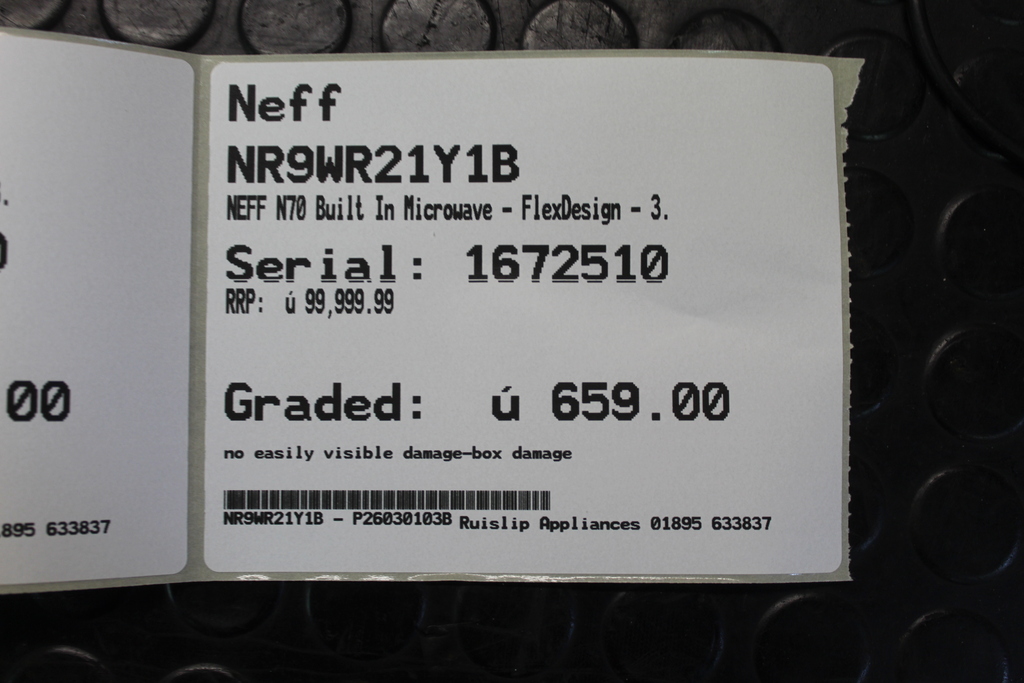 Neff
NR9WR21Y1B
NEFF N70 Built In Microwave - FlexDesign - 3.
Serial: 1672510
RRP: ú 99,999.99
Graded: ú 659.00
no easily visible damage-box damage
NR9WR21Y1B - P26030103B Ruislip Appliances 01895 633837
.00
895 633837